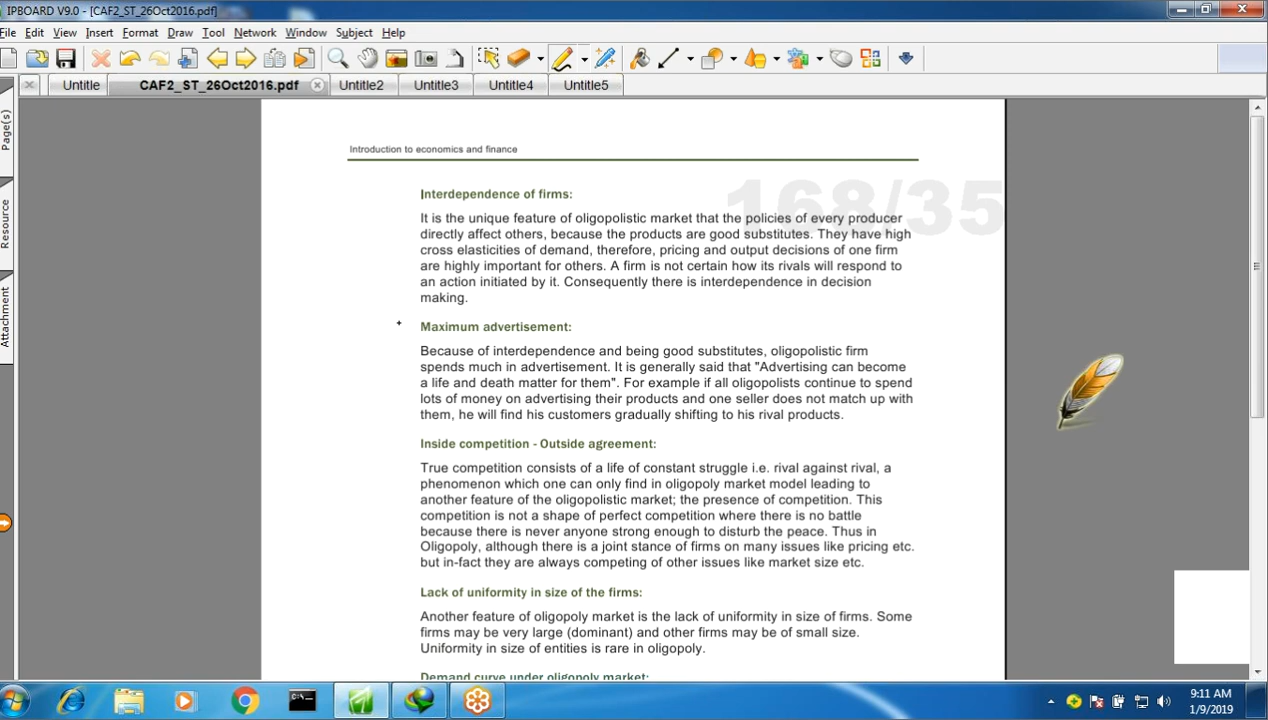 IPBOARD V9.0 - [CAF2_ST_26Oct2016.pdf]
File Edit View Insert Format Draw Tool Network Window Subject Help
Untitle CAF2_ST_26Oct2016.pdf Untitle2 Untitle3 Untitle4 Untitle5
Page(s)
Resource
Attachment
Introduction to economics and finance
168/35
Interdependence of firms:
It is the unique feature of oligopolistic market that the policies of every producer
directly affect others, because the products are good substitutes. They have high
cross elasticities of demand, therefore, pricing and output decisions of one firm
are highly important for others. A firm is not certain how its rivals will respond to
an action initiated by it. Consequently there is interdependence in decision
making.
Maximum advertisement:
Because of interdependence and being good substitutes, oligopolistic firm
spends much in advertisement. It is generally said that "Advertising can become
a life and death matter for them". For example if all oligopolists continue to spend
lots of money on advertising their products and one seller does not match up with
them, he will find his customers gradually shifting to his rival products.
Inside competition - Outside agreement:
True competition consists of a life of constant struggle i.e. rival against rival, a
phenomenon which one can only find in oligopoly market model leading to
another feature of the oligopolistic market; the presence of competition. This
competition is not a shape of perfect competition where there is no battle
because there is never anyone strong enough to disturb the peace. Thus in
Oligopoly, although there is a joint stance of firms on many issues like pricing etc.
but in-fact they are always competing of other issues like market size etc.
Lack of uniformity in size of the firms:
Another feature of oligopoly market is the lack of uniformity in size of firms. Some
firms may be very large (dominant) and other firms may be of small size.
Uniformity in size of entities is rare in oligopoly.
Demand curve under oligopoly market:
9:11 AM
1/9/2019